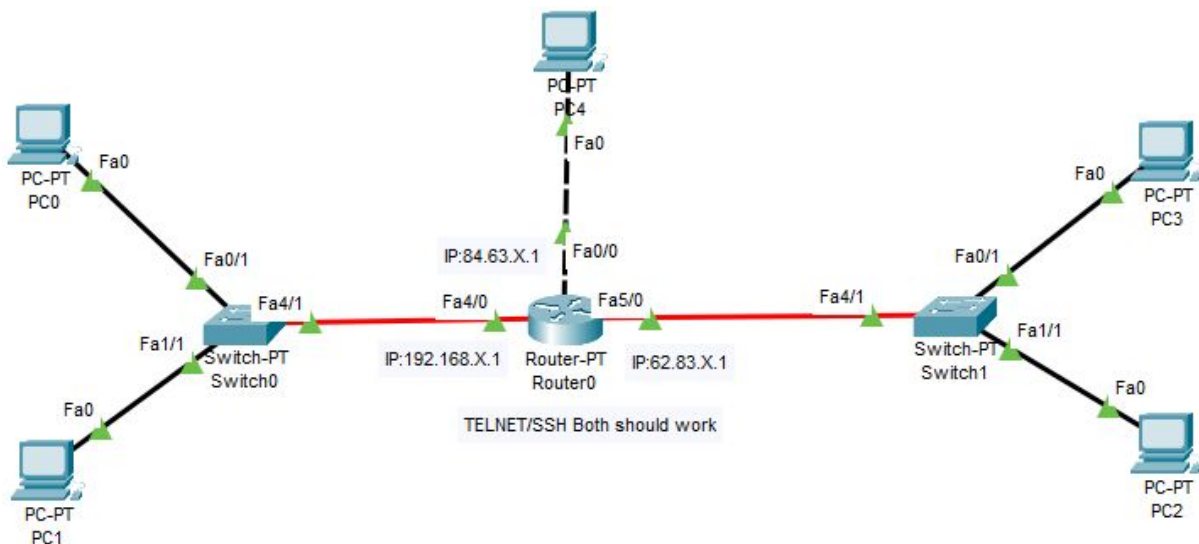 PC-PT
PC4
Fa0
PC-PT
PC0
Fa0
Fa0/1
Fa4/1
Fa1/1
Switch-PT
Switch0
Fa0
PC-PT
PC1
IP:84.63.X.1
Fa0/0
Fa4/0
Fa5/0
IP:192.168.X.1
Router-PT
Router0
IP:62.83.X.1
TELNET/SSH Both should work
Fa0
PC-PT
PC3
Fa0/1
Fa4/1
Fa1/1
Switch-PT
Switch1
Fa0
PC-PT
PC2